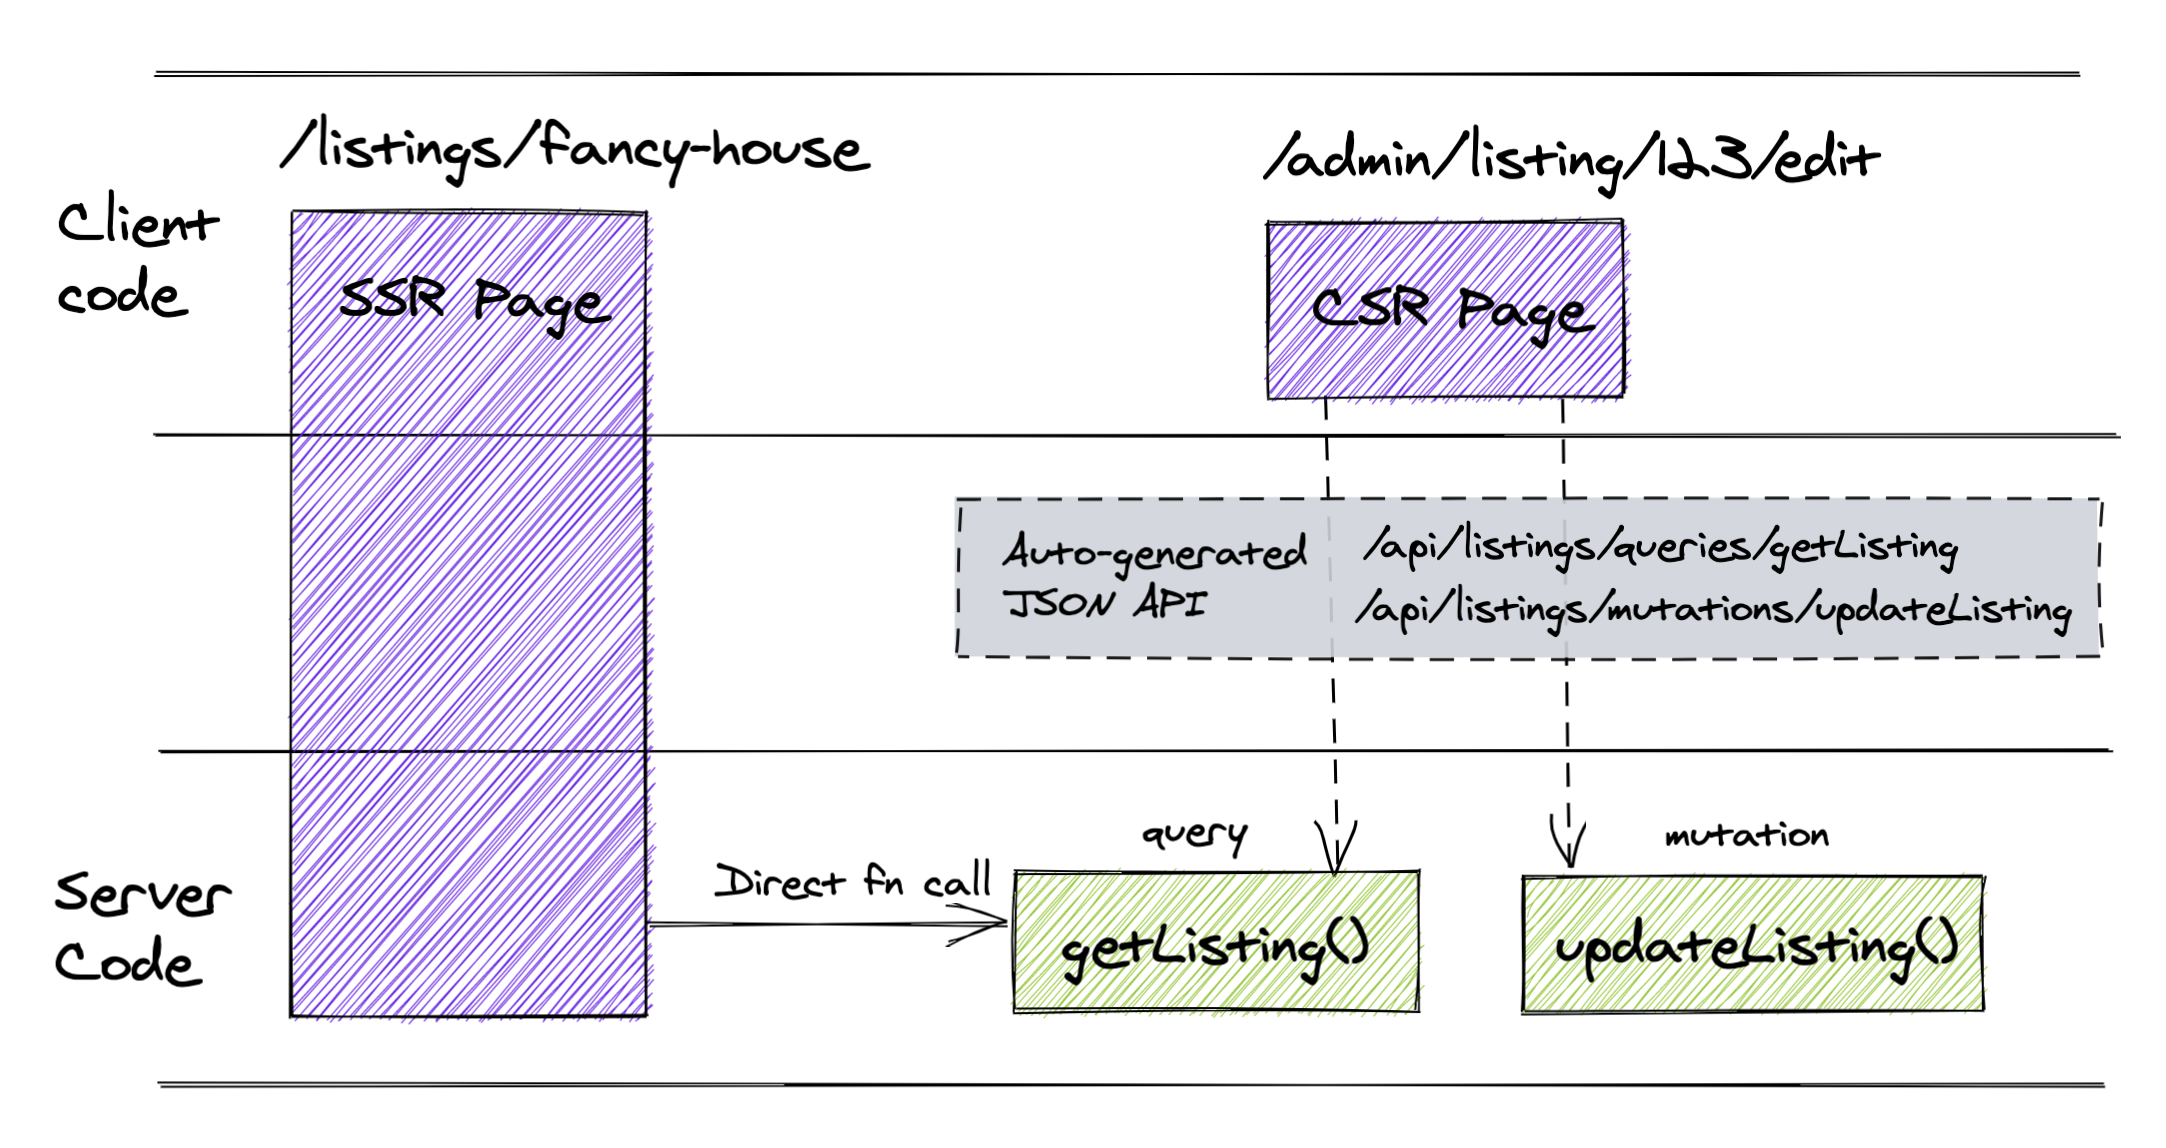 /listings/fancy-house
/admin/listing/123/edit
Client
code
SSR Page
CSR Page
Auto-generated
JSON API
/api/listings/queries/getListing
/api/listings/mutations/updateListing
query
mutation
Direct fn call
Server
Code
getListing()
updateListing()